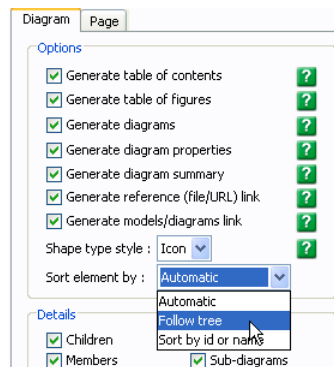 Diagram Page
Options
Generate table of contents ?
Generate table of figures ?
Generate diagrams ?
Generate diagram properties ?
Generate diagram summary ?
Generate reference (file/URL) link ?
Generate models/diagrams link ?
Shape type style : Icon ?
Sort element by : Automatic
Automatic
Follow tree
Sort by id or name
Details
Children
Members Sub-diagrams